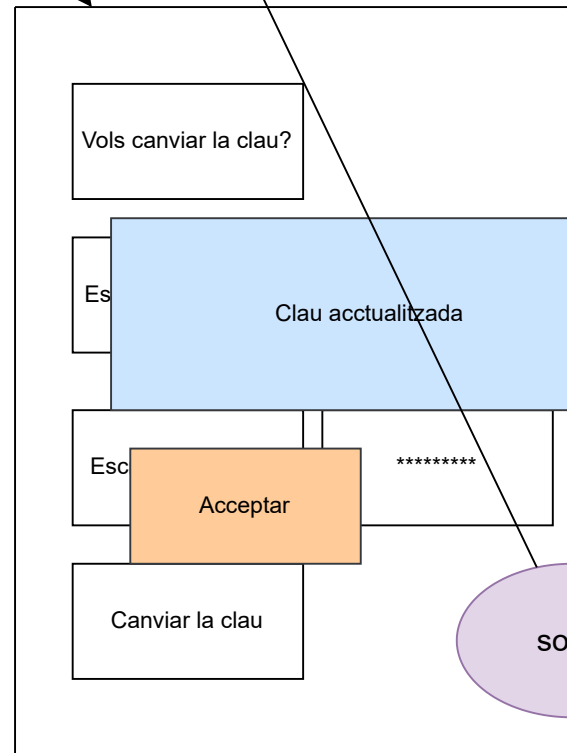 Vols canviar la clau?
Es
Clau acctualitzada
Esc
*********
Acceptar
Canviar la clau
so